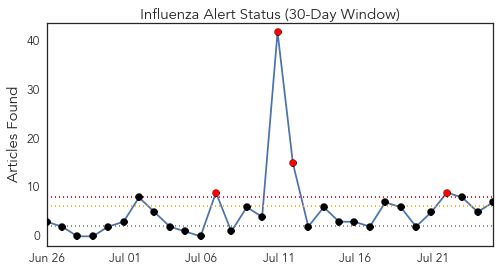 Influenza Alert Status (30-Day Window)
Articles Found
40
30
20
10
0
Jun 26 Jul 01 Jul 06 Jul 11 Jul 16 Jul 21